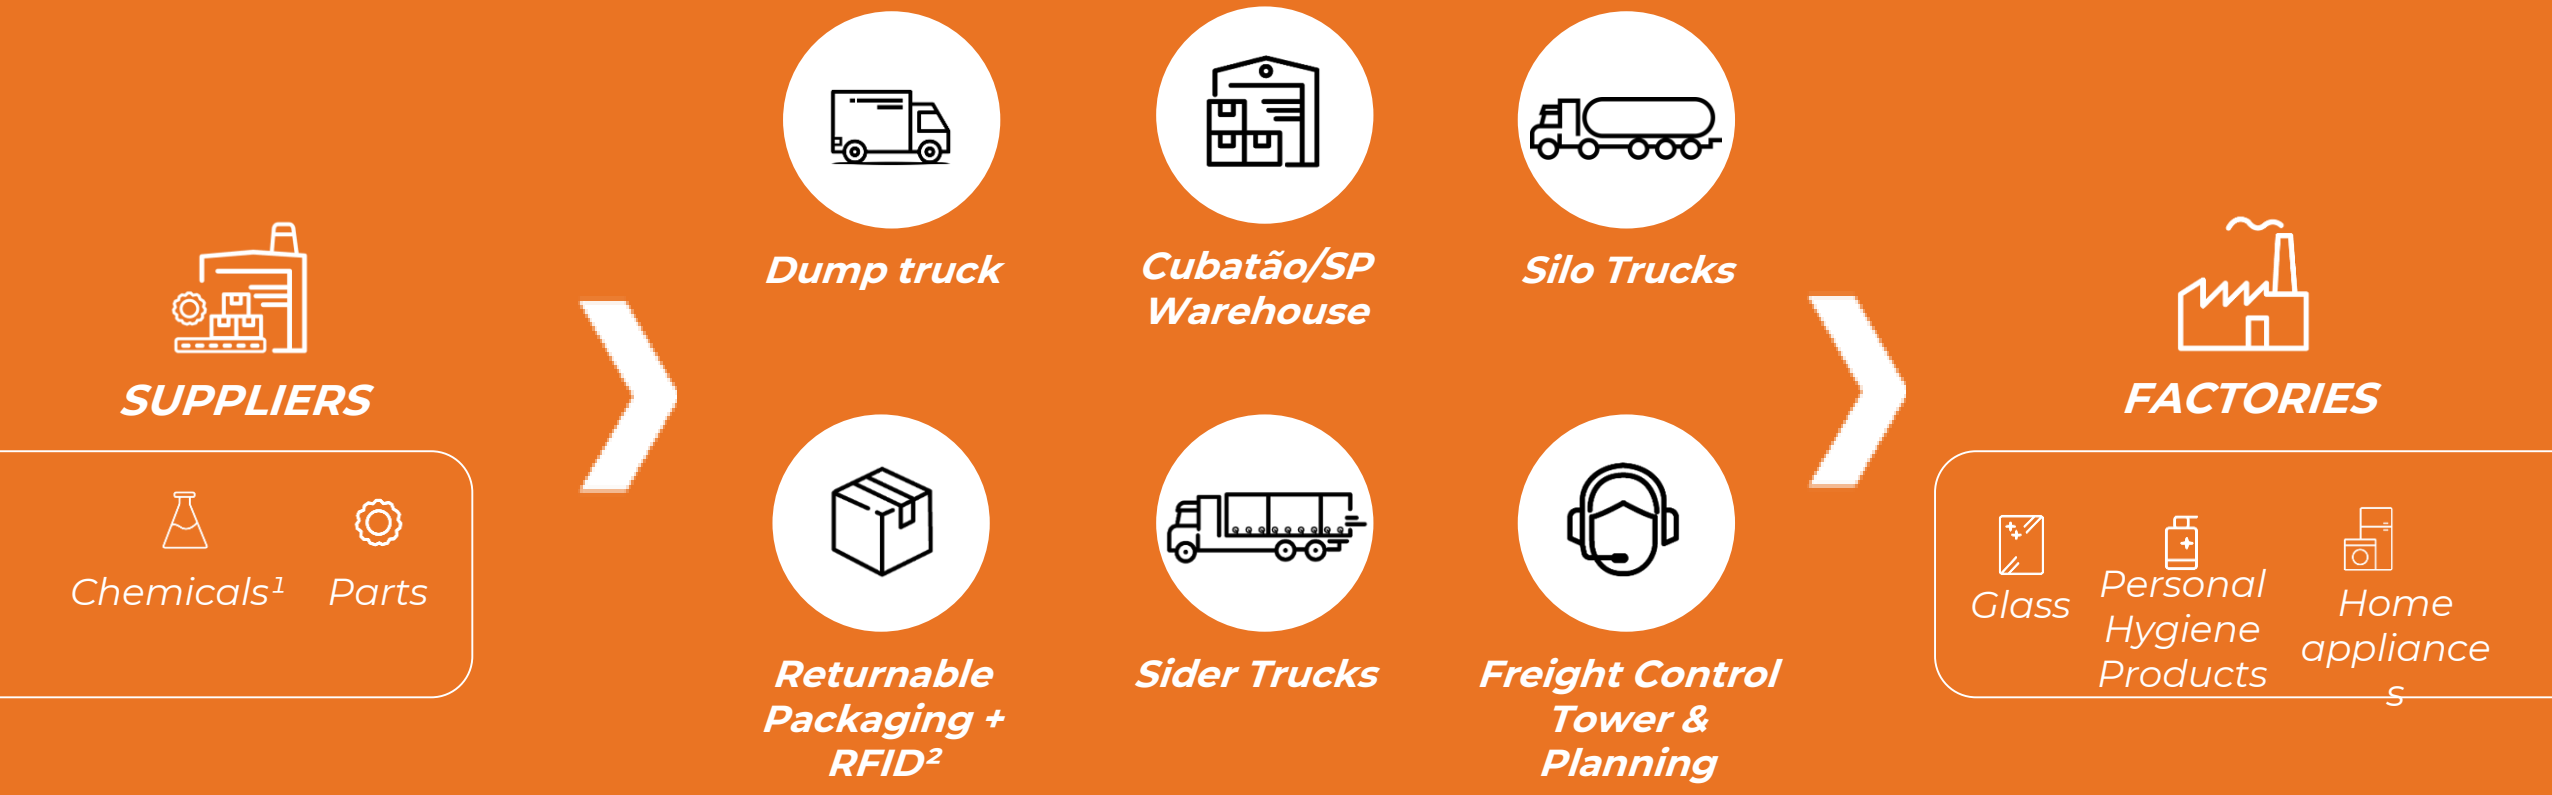 SUPPLIERS
Chemicals¹
Parts
Dump truck
Cubatão/SP
Warehouse
Silo Trucks
Returnable
Packaging +
RFID²
Sider Trucks
Freight Control
Tower &
Planning
FACTORIES
Glass
Personal
Hygiene
Products
Home
appliance
s